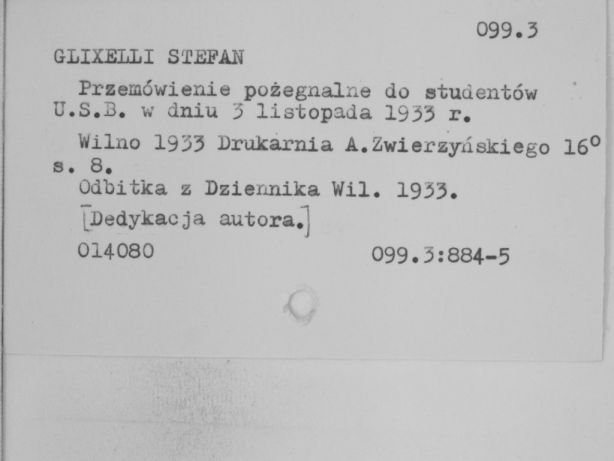 099.3
GLIXELLI STEFAN
Przemówienie pożegnalne do studentów
U.S.B. w dniu 3 listopada 1933 r.
Wilno 1933 Drukarnia A.Zwierzyńskiego 16°
s. 8.
Odbitka z Dziennika Wil. 1933.
[Dedykacja autora.]
014080 099.3:884-5